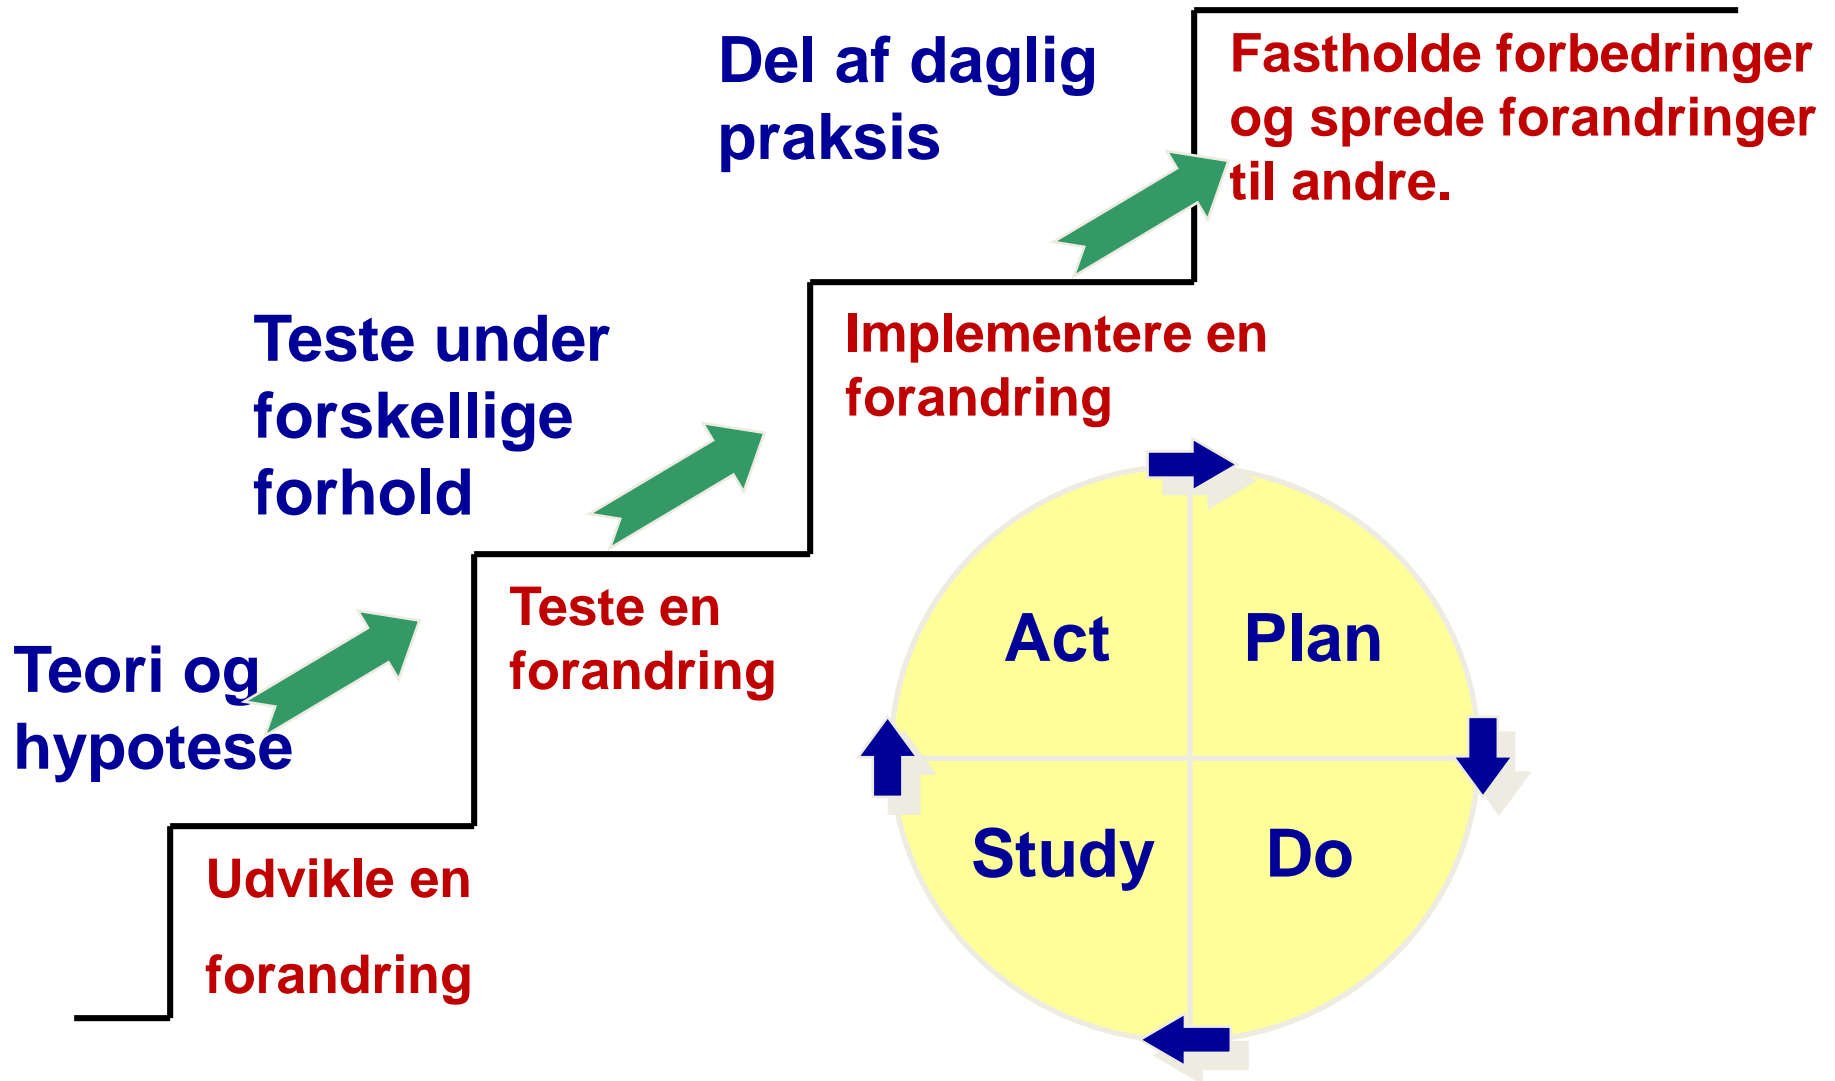 Del af daglig
praksis
Fastholde forbedringer
og sprede forandringer
til andre.
Teste under
forskellige
forhold
Implementere en
forandring
Teori og
hypotese
Teste en
forandring
Udvikle en
forandring
Act
Plan
Study
Do